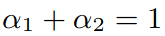 α₁ + α₂ = 1